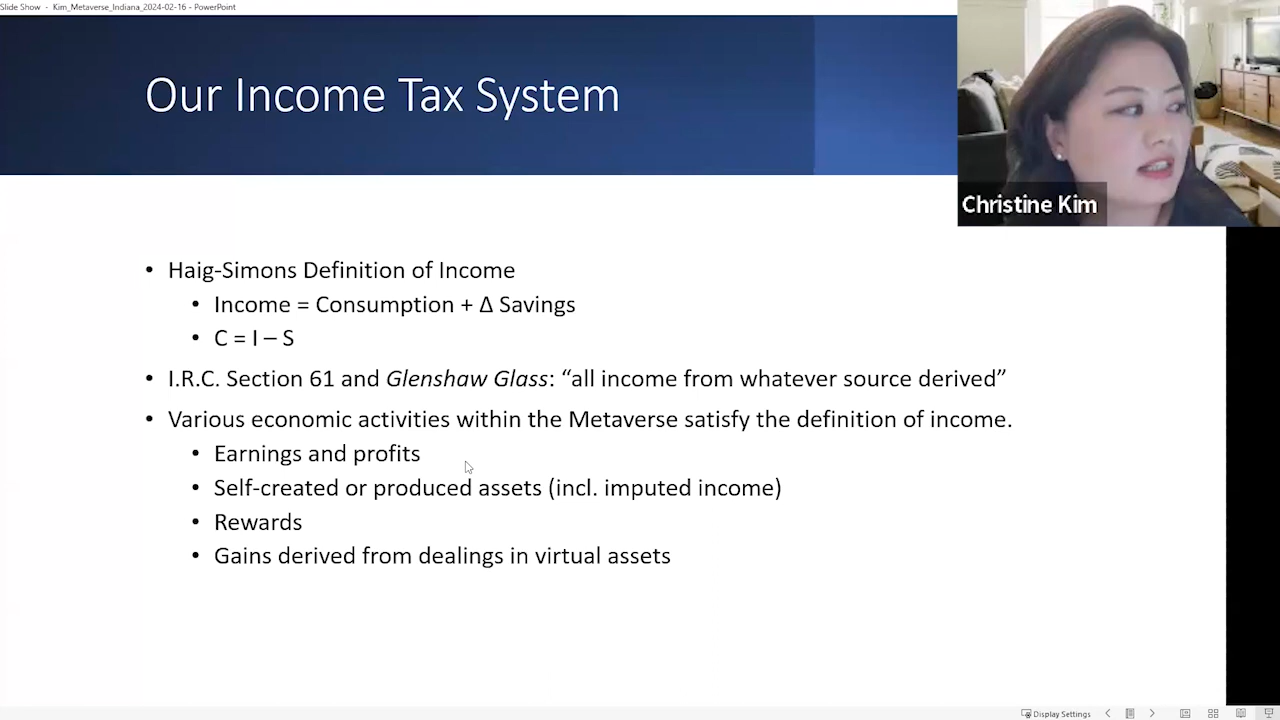 Slide Show - Kim_Metaverse_Indiana_2024-02-16 - PowerPoint
Our Income Tax System
Christine Kim
• Haig-Simons Definition of Income
• Income = Consumption + Δ Savings
• C = I – S
• I.R.C. Section 61 and Glenshaw Glass: “all income from whatever source derived”
• Various economic activities within the Metaverse satisfy the definition of income.
• Earnings and profits
• Self-created or produced assets (incl. imputed income)
• Rewards
• Gains derived from dealings in virtual assets
Display Settings